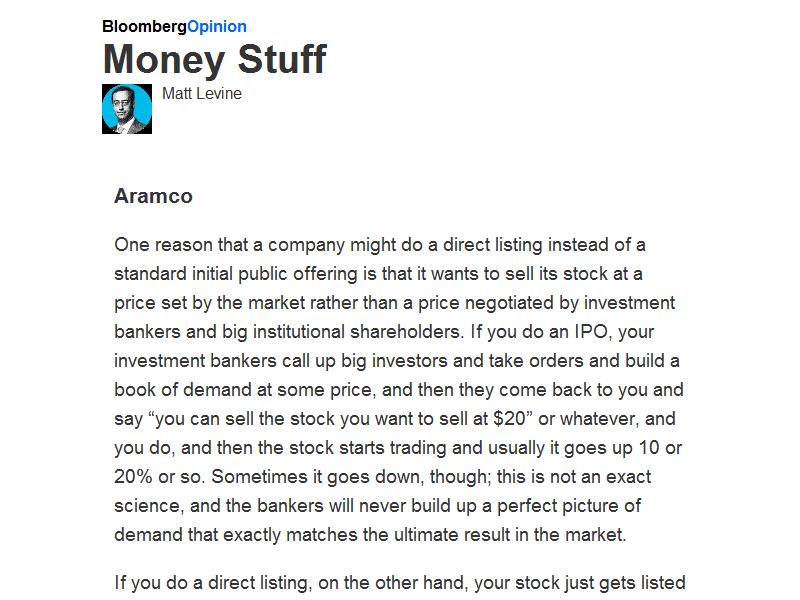 BloombergOpinion
Money Stuff
Matt Levine
Aramco
One reason that a company might do a direct listing instead of a
standard initial public offering is that it wants to sell its stock at a
price set by the market rather than a price negotiated by investment
bankers and big institutional shareholders. If you do an IPO, your
investment bankers call up big investors and take orders and build a
book of demand at some price, and then they come back to you and
say “you can sell the stock you want to sell at $20” or whatever, and
you do, and then the stock starts trading and usually it goes up 10 or
20% or so. Sometimes it goes down, though; this is not an exact
science, and the bankers will never build up a perfect picture of
demand that exactly matches the ultimate result in the market.
If you do a direct listing, on the other hand, your stock just gets listed